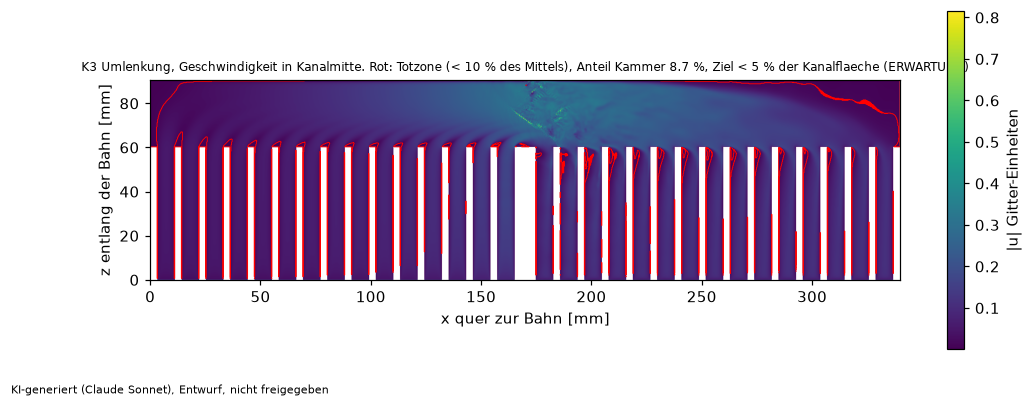 K3 Umlenkung, Geschwindigkeit in Kanalmitte. Rot: Totzone (< 10 % des Mittels), Anteil Kammer 8.7 %, Ziel < 5 % der Kanalflaeche (ERWARTU
0.8
0.7
0.6
0.5
0.4
0.3
0.2
0.1
|u| Gitter-Einheiten
z entlang der Bahn [mm]
80
60
40
20
0
0 50 100 150 200 250 300
x quer zur Bahn [mm]
KI-generiert (Claude Sonnet), Entwurf, nicht freigegeben